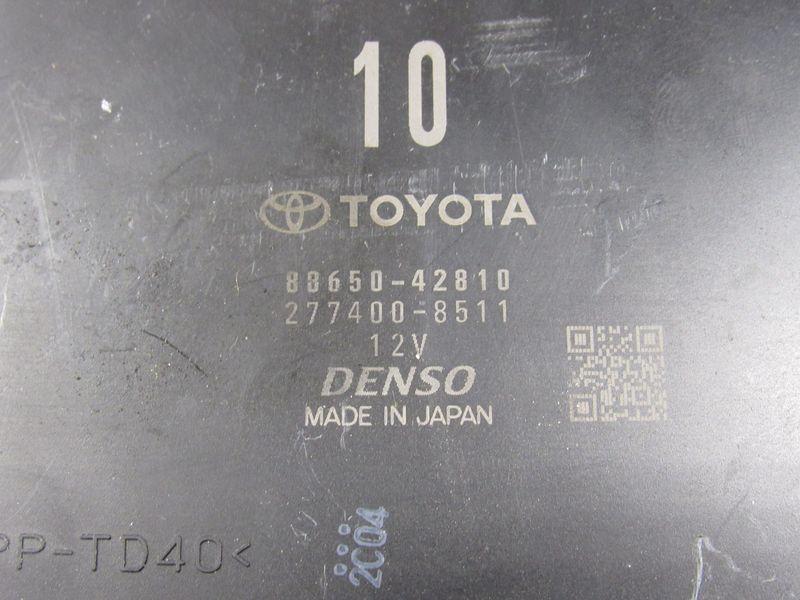 10
TOYOTA
88650-42810
277400-8511
12V
DENSO
MADE IN JAPAN
PP-TD40<
2C04